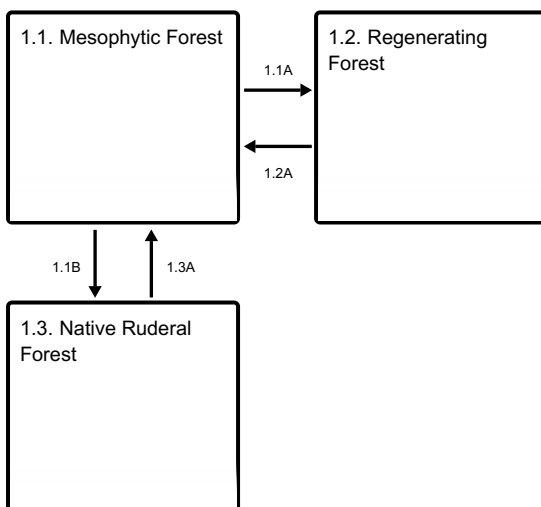 1.1. Mesophytic Forest
1.2. Regenerating
Forest
1.1A
1.2A
1.1B
1.3A
1.3. Native Ruderal
Forest